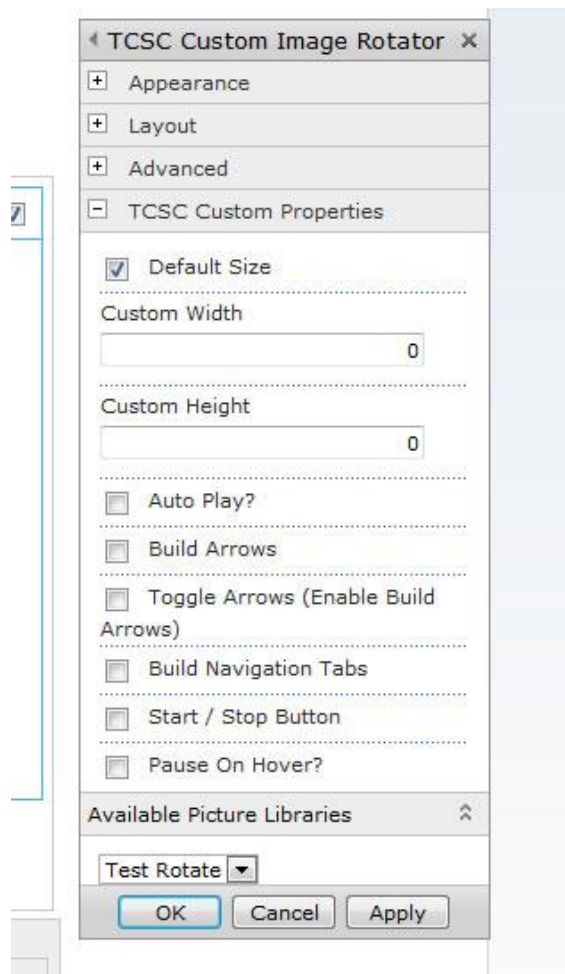 TCSC Custom Image Rotator
Appearance
Layout
Advanced
TCSC Custom Properties
Default Size
Custom Width
0
Custom Height
0
Auto Play?
Build Arrows
Toggle Arrows (Enable Build
Arrows)
Build Navigation Tabs
Start / Stop Button
Pause On Hover?
Available Picture Libraries
Test Rotate
OK Cancel Apply